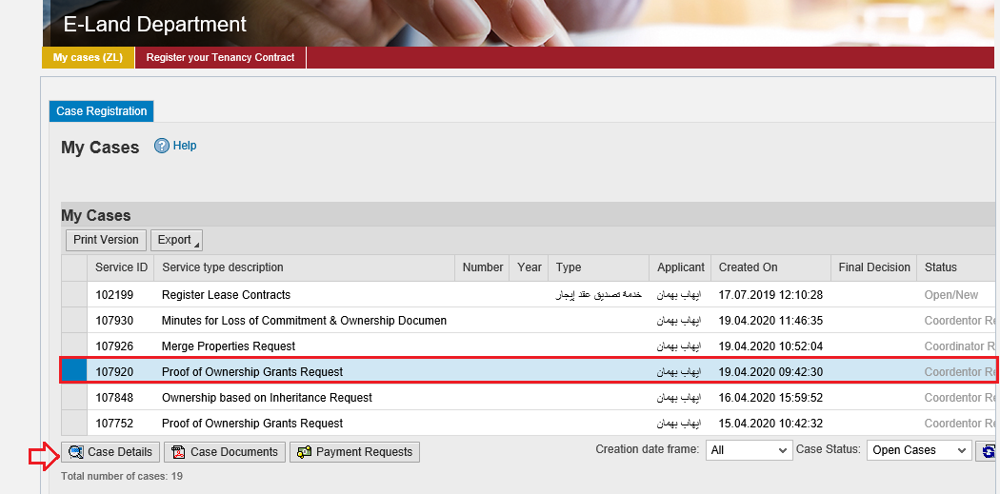 E-Land Department
My cases (ZL) Register your Tenancy Contract
Case Registration
My Cases Help
My Cases
Print Version Export
Service ID Service type description Number Year Type Applicant Created On Final Decision Status
102199 Register Lease Contracts خدمة تصديق عقد إيجار ايهاب بهمان 17.07.2019 12:10:28 Open/New
107930 Minutes for Loss of Commitment & Ownership Documen ايهاب بهمان 19.04.2020 11:46:35 Coordentor Re
107926 Merge Properties Request ايهاب بهمان 19.04.2020 10:52:04 Coordinator R
107920 Proof of Ownership Grants Request ايهاب بهمان 19.04.2020 09:42:30 Coordentor Re
107848 Ownership based on Inheritance Request ايهاب بهمان 16.04.2020 15:59:52 Coordentor Re
107752 Proof of Ownership Grants Request ايهاب بهمان 15.04.2020 10:42:32 Coordentor Re
Case Details Case Documents Payment Requests Creation date frame: All Case Status: Open Cases
Total number of cases: 19